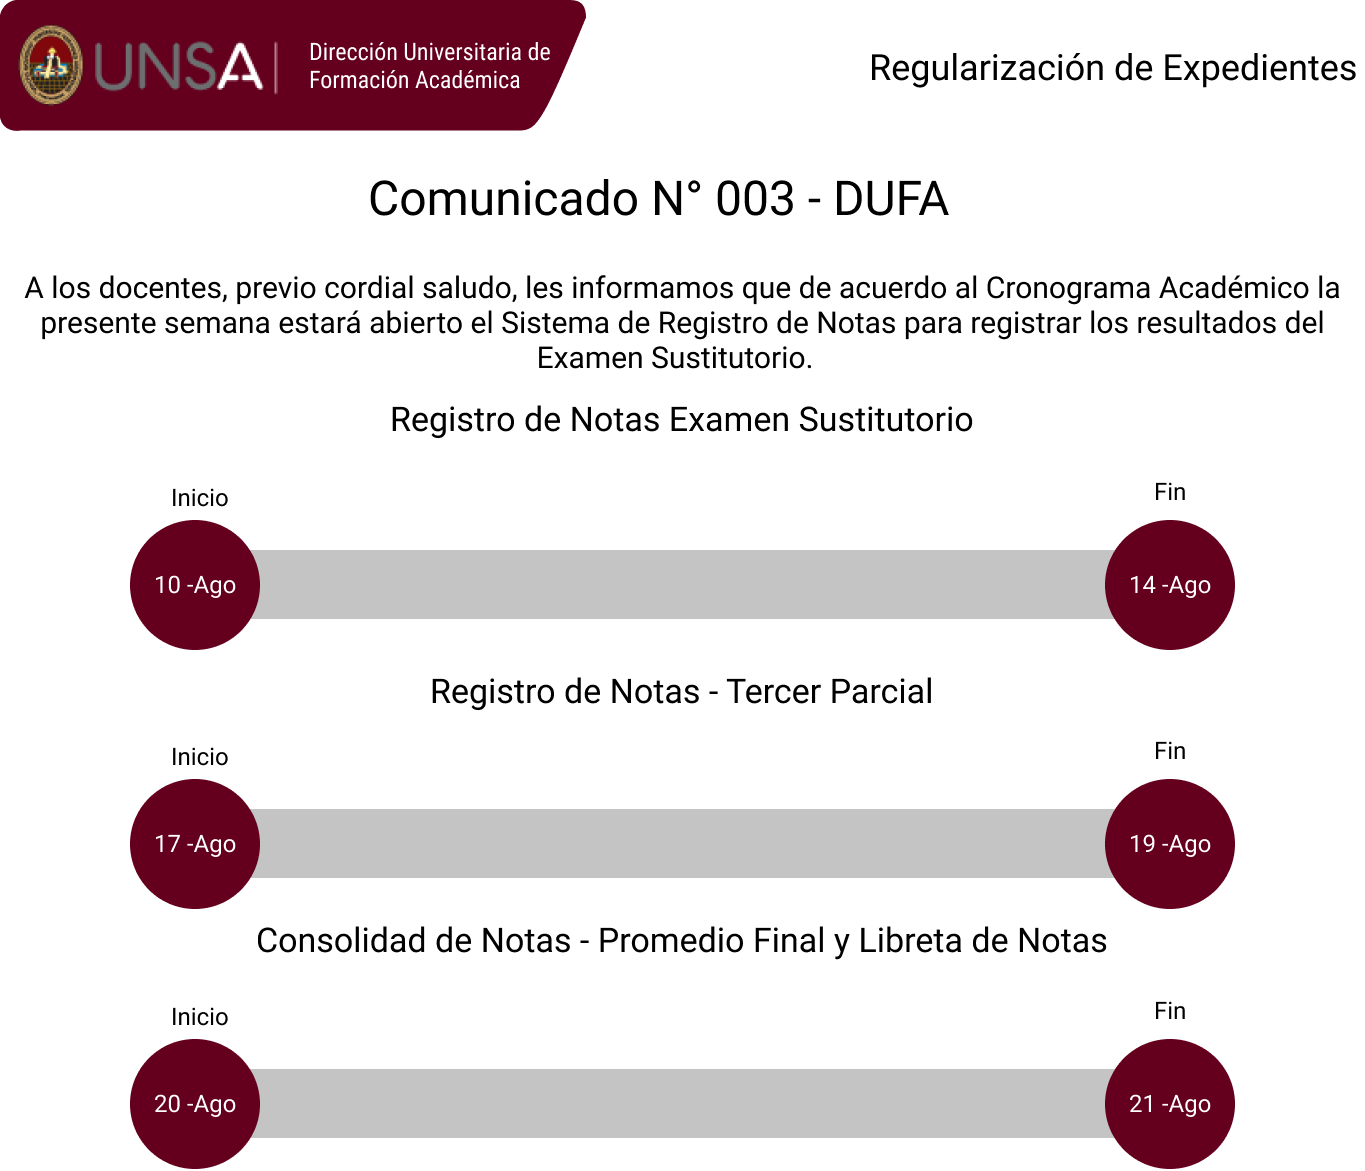 UNSA
Dirección Universitaria de
Formación Académica
Regularización de Expedientes
Comunicado N° 003 - DUFA
A los docentes, previo cordial saludo, les informamos que de acuerdo al Cronograma Académico la
presente semana estará abierto el Sistema de Registro de Notas para registrar los resultados del
Examen Sustitutorio.
Registro de Notas Examen Sustitutorio
Inicio
Fin
10 -Ago
14 -Ago
Registro de Notas - Tercer Parcial
Inicio
Fin
17 -Ago
19 -Ago
Consolidad de Notas - Promedio Final y Libreta de Notas
Inicio
Fin
20 -Ago
21 -Ago